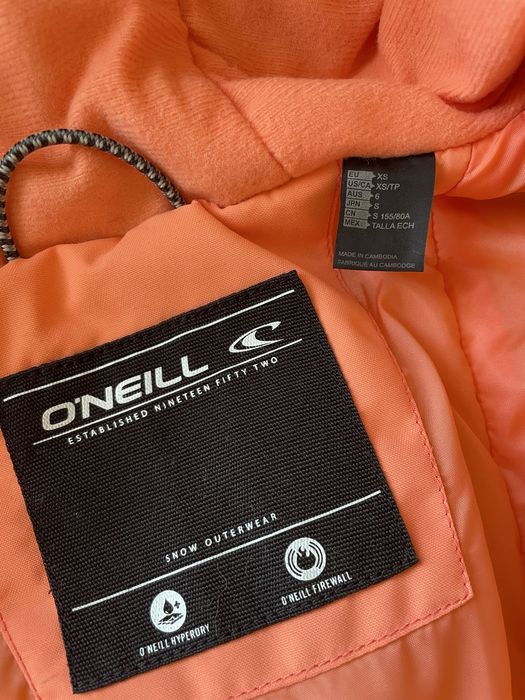 EU XS
US/CA XS/TP
AUS 6
JPN S
CN S 155/80A
MEX TALLA ECH
MADE IN CAMBODIA
FABRIQUÉ AU CAMBODGE
O'NEILL
ESTABLISHED NINETEEN FIFTY TWO
SNOW OUTERWEAR
O'NEILL HYPERDRY
O'NEILL FIREWALL